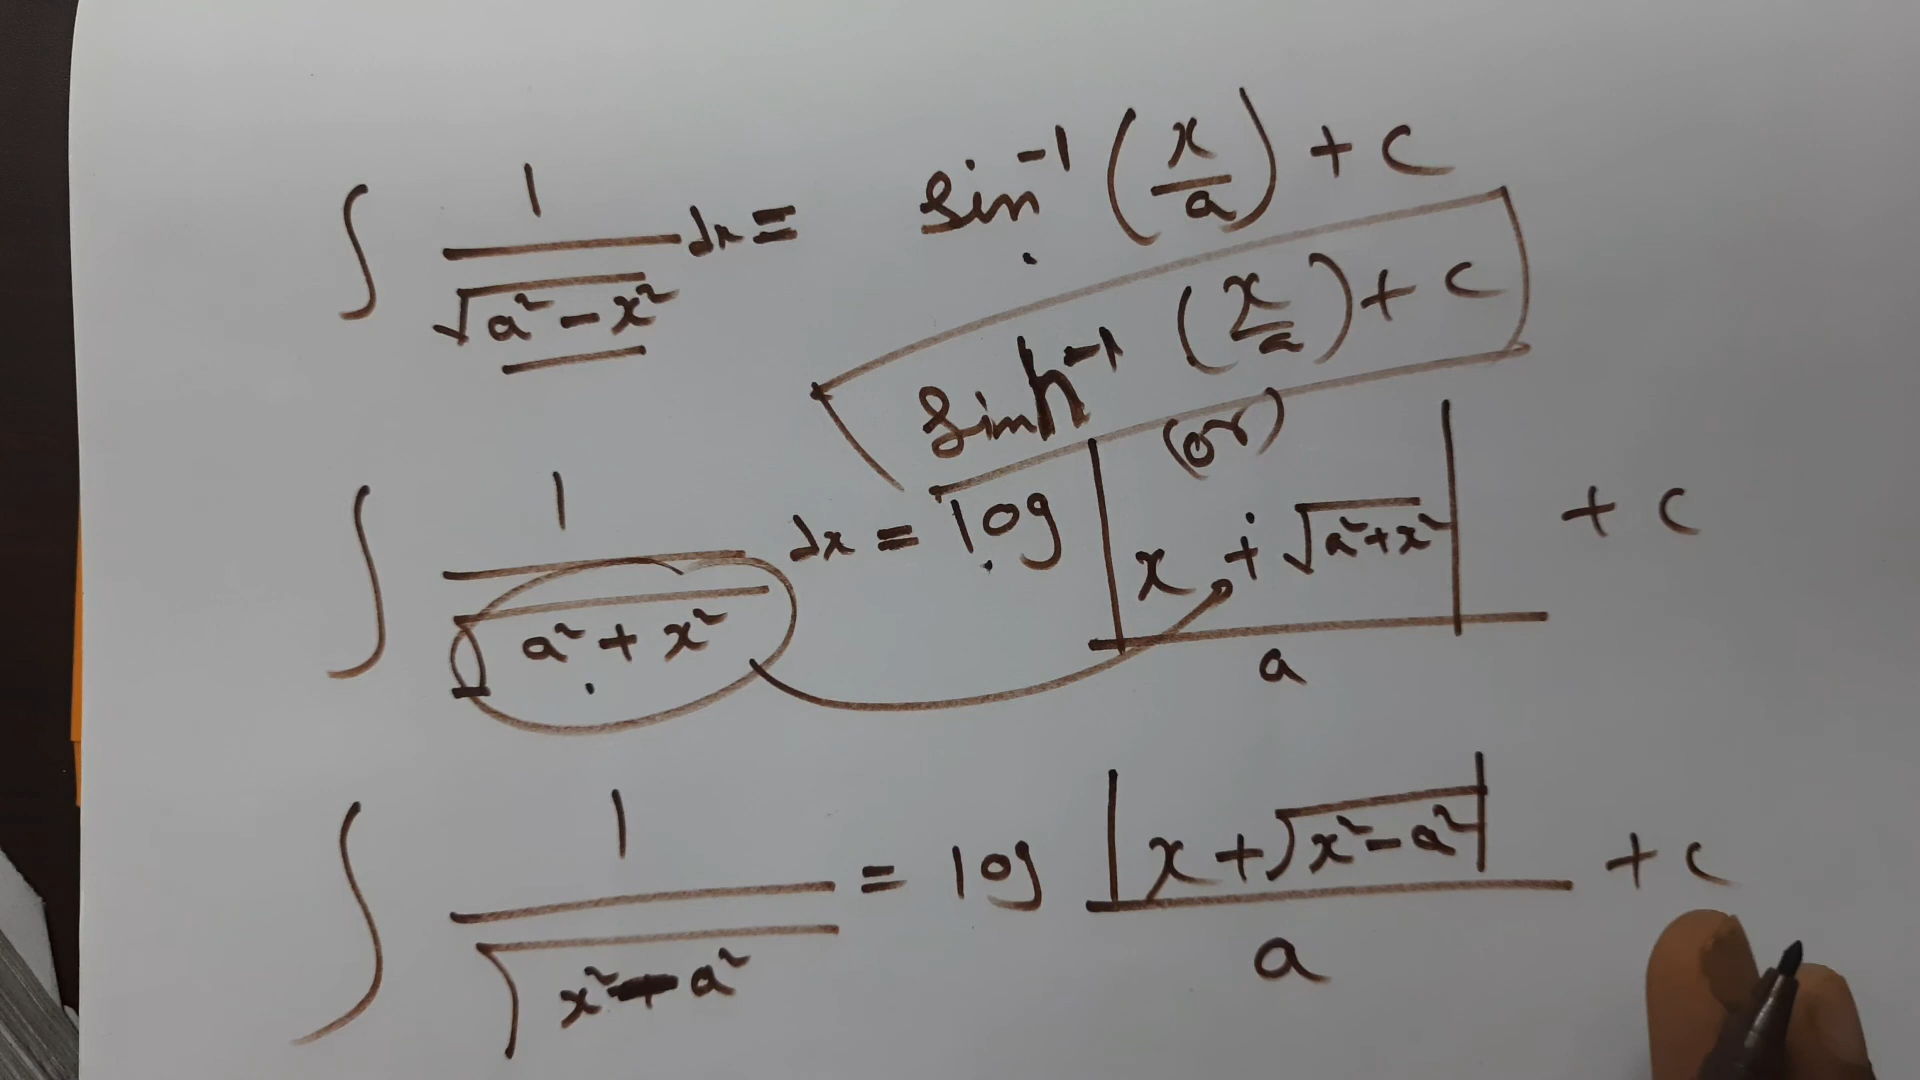 ∫ 1/√(a² − x²) dx = sin⁻¹ (x/a) + c
sinh⁻¹ (x/a) + c
(or)
∫ 1/√(a² + x²) dx = log |x + √(a²+x²)|/a + c
∫ 1/√(x² − a²) = log |x + √(x² − a²)|/a + c